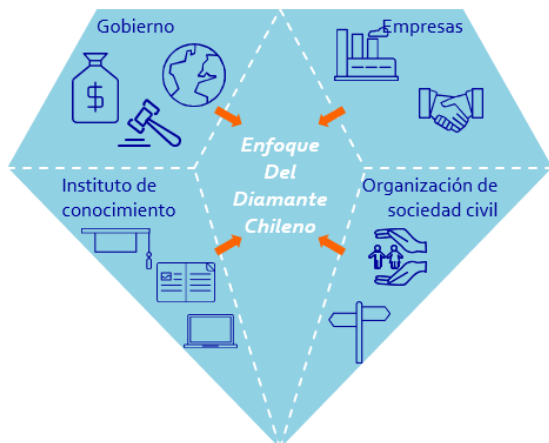 Gobierno
Empresas
$
Enfoque
Del
Diamante
Chileno
Instituto de
conocimiento
Organización de
sociedad civil